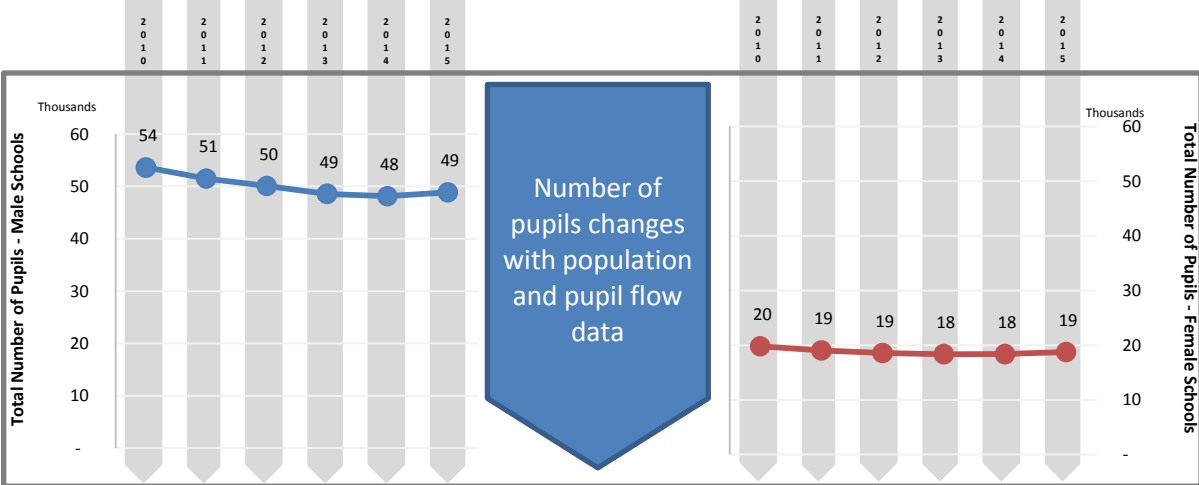 2010 2011 2012 2013 2014 2015
2010 2011 2012 2013 2014 2015
Total Number of Pupils - Male Schools
Thousands
60
50
40
30
20
10
-
54 51 50 49 48 49
Number of
pupils changes
with population
and pupil flow
data
20 19 19 18 18 19
Thousands
60
50
40
30
20
10
-
Total Number of Pupils - Female Schools